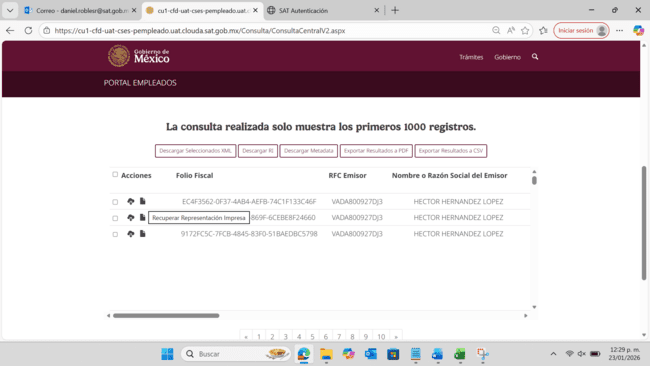 Correo - daniel.roblesr@sat.gob.m
cu1-cfd-uat-cses-pempleado.uat
SAT Autenticación
https://cu1-cfd-uat-cses-pempleado.uat.clouda.sat.gob.mx/Consulta/ConsultaCentralV2.aspx
Iniciar sesión
Gobierno de
México
Trámites
Gobierno
PORTAL EMPLEADOS
La consulta realizada solo muestra los primeros 1000 registros.
Descargar Seleccionados XML
Descargar RI
Descargar Metadata
Exportar Resultados a PDF
Exportar Resultados a CSV
Acciones Folio Fiscal RFC Emisor Nombre o Razón Social del Emisor
EC4F3562-0F37-4AB4-AEFB-74C1F133C46F VADA800927DJ3 HECTOR HERNANDEZ LOPEZ
Recuperar Representación Impresa
869F-6CEBE8F24660 VADA800927DJ3 HECTOR HERNANDEZ LOPEZ
9172FC5C-7FCB-4845-83F0-51BAEDBC5798 VADA800927DJ3 HECTOR HERNANDEZ LOPEZ
« 1 2 3 4 5 6 7 8 9 10 »
Buscar
12:29 p. m.
23/01/2026